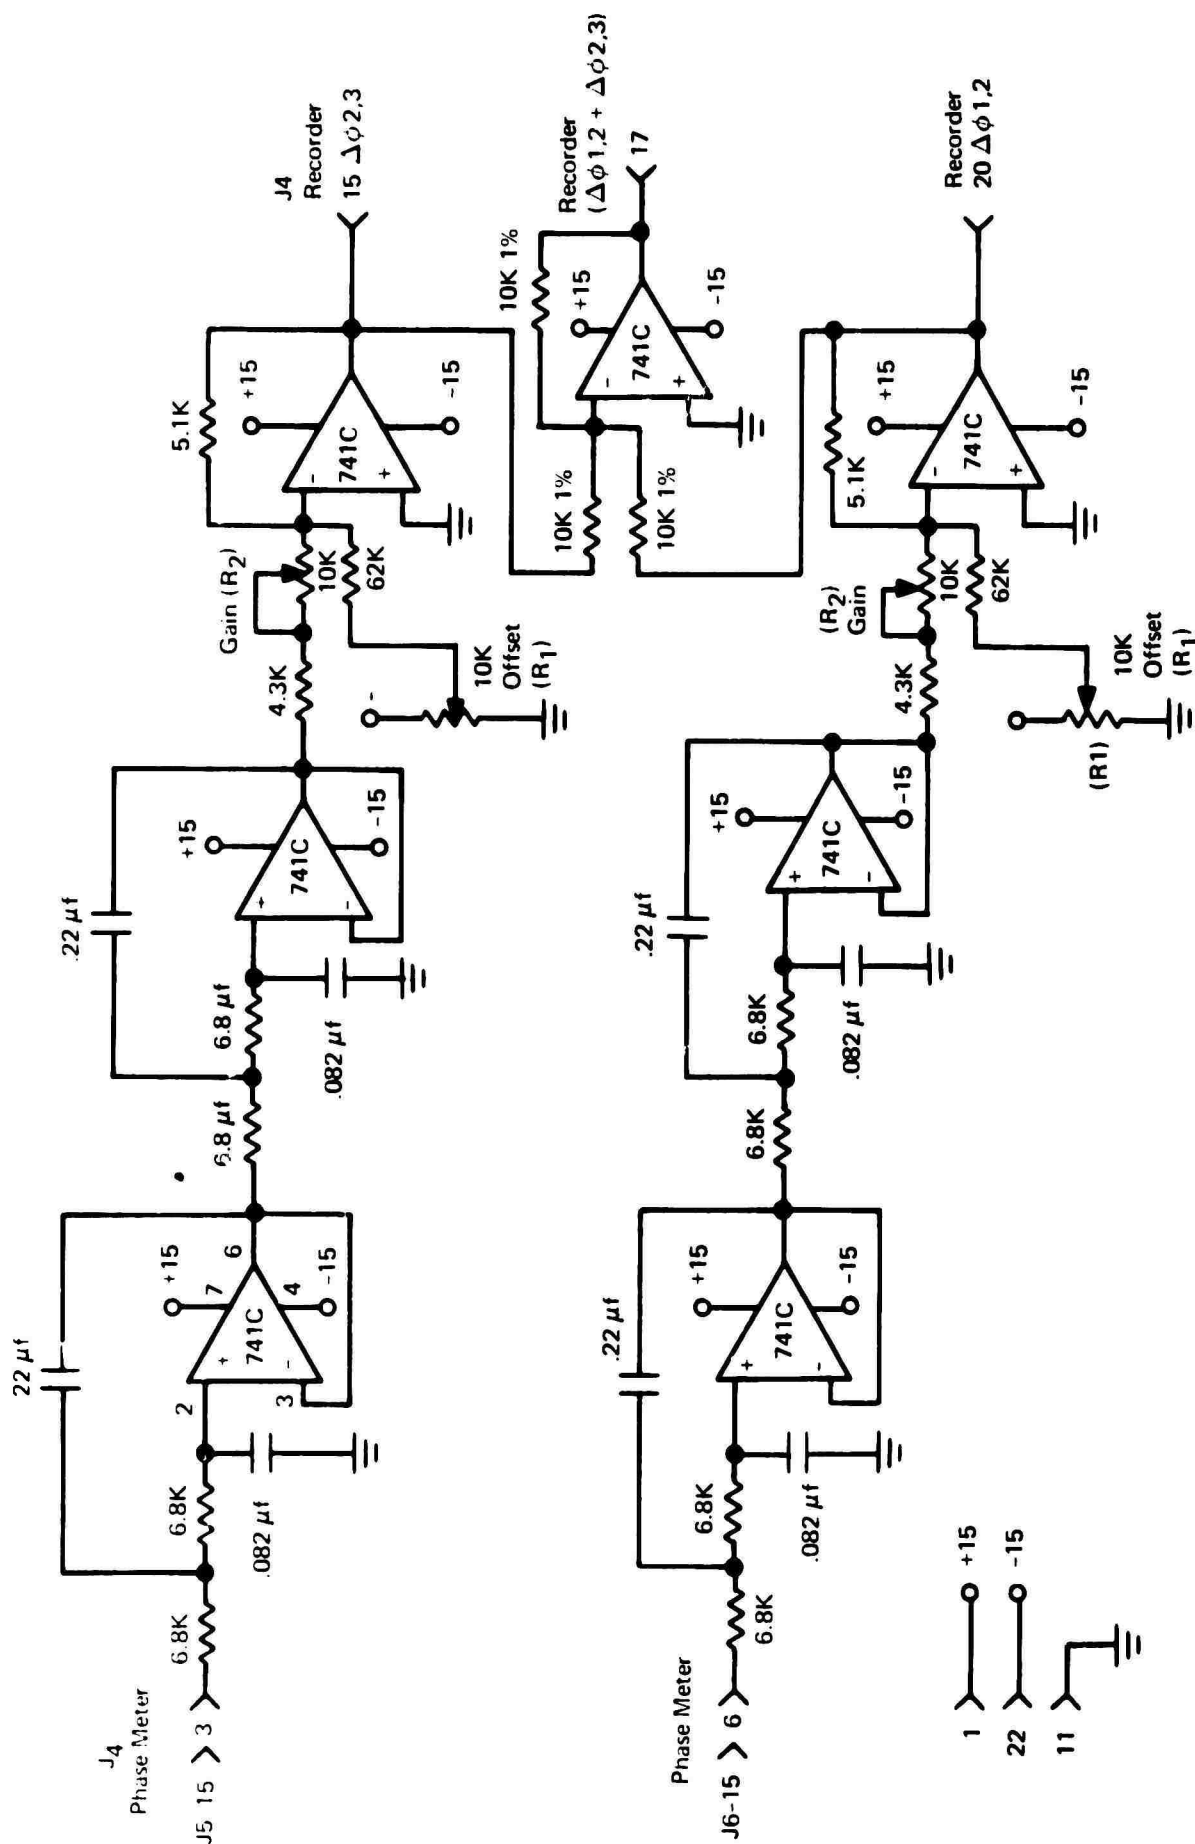 J4
Phase Meter
J5 15 3
6.8K
6.8K
.082 μf
22 μf
2
3
+
-
741C
7
+15
6
4
-15
6.8 μf
6.8 μf
.082 μf
.22 μf
+
-
741C
+15
-15
4.3K
Gain (R2)
10K
62K
-
10K
Offset
(R1)
5.1K
-
+
741C
+15
-15
J4
Recorder
15 Δϕ2,3
10K 1%
10K 1%
10K 1%
-
+
741C
+15
-15
Recorder
(Δϕ1,2 + Δϕ2,3)
17
Phase Meter
J6-15 6
6.8K
6.8K
.082 μf
.22 μf
+
-
741C
+15
-15
6.8K
6.8K
.082 μf
.22 μf
+
-
741C
+15
-15
4.3K
(R2)
Gain
10K
62K
(R1)
10K
Offset
(R1)
5.1K
-
+
741C
+15
-15
Recorder
20 Δϕ1,2
1 +15
22 -15
11